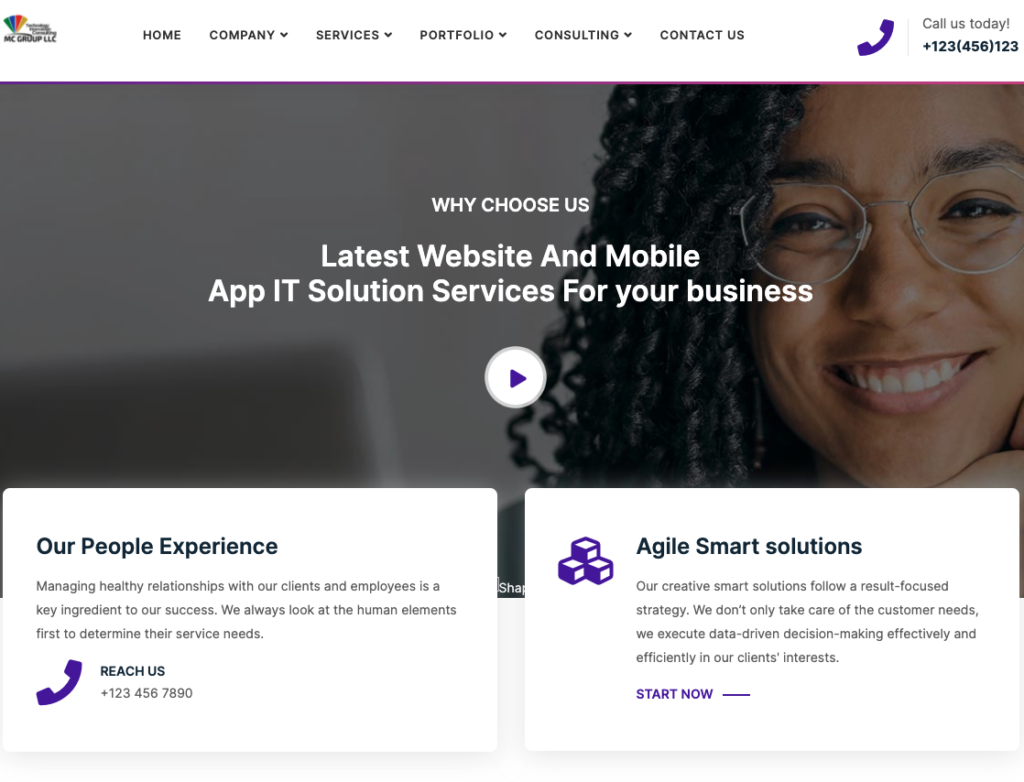 Technology
Innovation
Consulting
MC GROUP LLC
HOME
COMPANY
SERVICES
PORTFOLIO
CONSULTING
CONTACT US
Call us today!
+123(456)123
WHY CHOOSE US
Latest Website And Mobile
App IT Solution Services For your business
Our People Experience
Managing healthy relationships with our clients and employees is a
key ingredient to our success. We always look at the human elements
first to determine their service needs.
REACH US
+123 456 7890
Shap
Agile Smart solutions
Our creative smart solutions follow a result-focused
strategy. We don’t only take care of the customer needs,
we execute data-driven decision-making effectively and
efficiently in our clients' interests.
START NOW